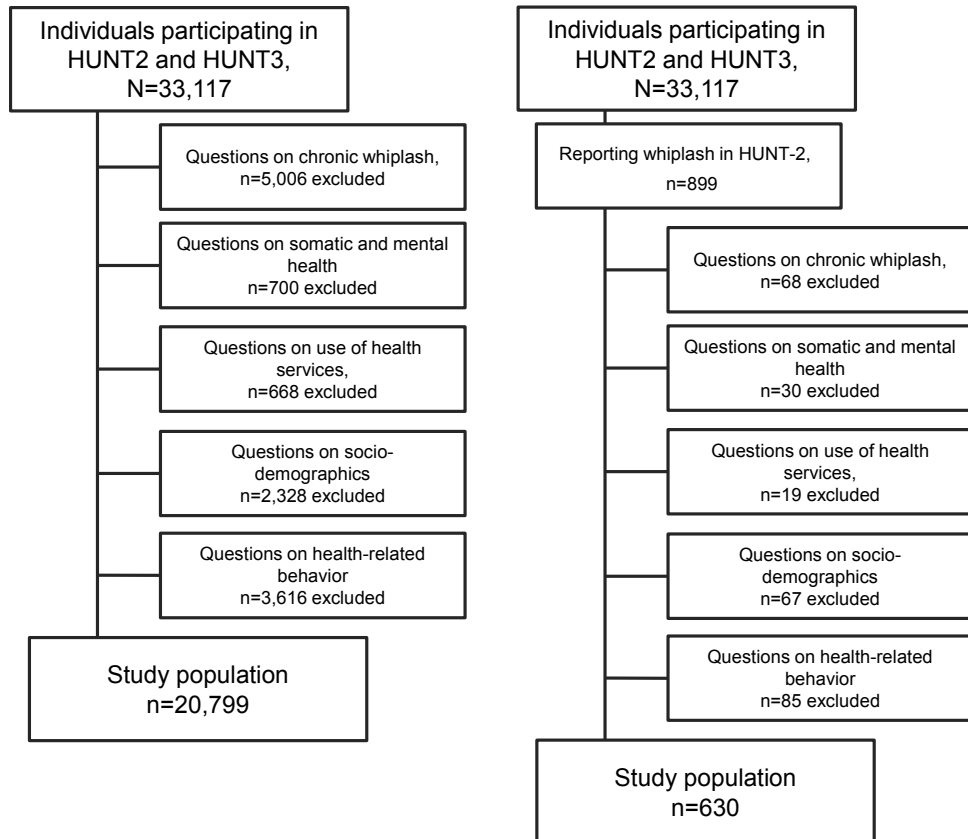 Individuals participating in
HUNT2 and HUNT3,
N=33,117
Questions on chronic whiplash,
n=5,006 excluded
Questions on somatic and mental
health
n=700 excluded
Questions on use of health
services,
n=668 excluded
Questions on socio-
demographics
n=2,328 excluded
Questions on health-related
behavior
n=3,616 excluded
Study population
n=20,799
Individuals participating in
HUNT2 and HUNT3,
N=33,117
Reporting whiplash in HUNT-2,
n=899
Questions on chronic whiplash,
n=68 excluded
Questions on somatic and mental
health
n=30 excluded
Questions on use of health
services,
n=19 excluded
Questions on socio-
demographics
n=67 excluded
Questions on health-related
behavior
n=85 excluded
Study population
n=630